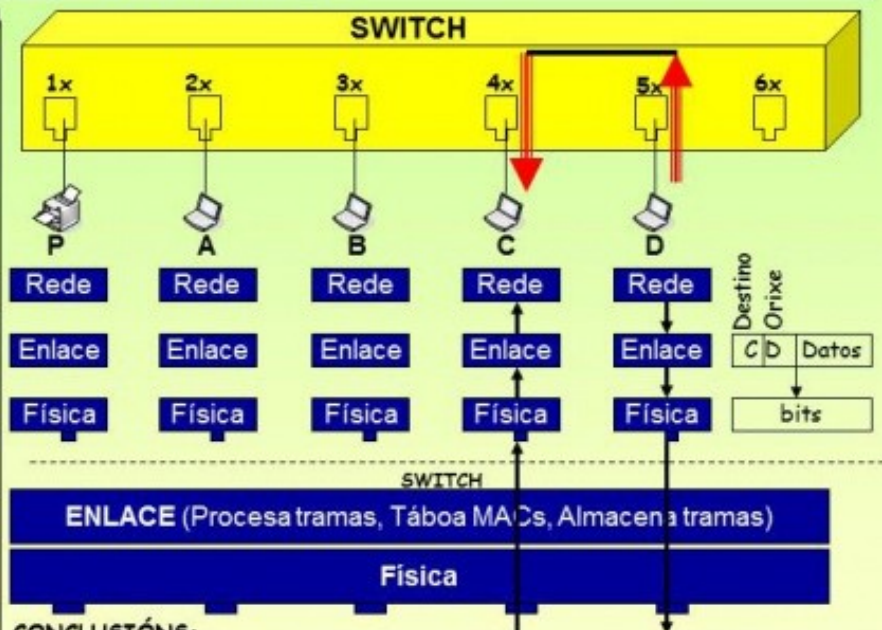 SWITCH
1x 2x 3x 4x 5x 6x
P A B C D
Destino
Orixe
Rede Rede Rede Rede Rede
Enlace Enlace Enlace Enlace Enlace C D Datos
Física Física Física Física Física bits
SWITCH
ENLACE (Procesa tramas, Táboa MACs, Almacena tramas)
Física
CONCLUSIÓNS: